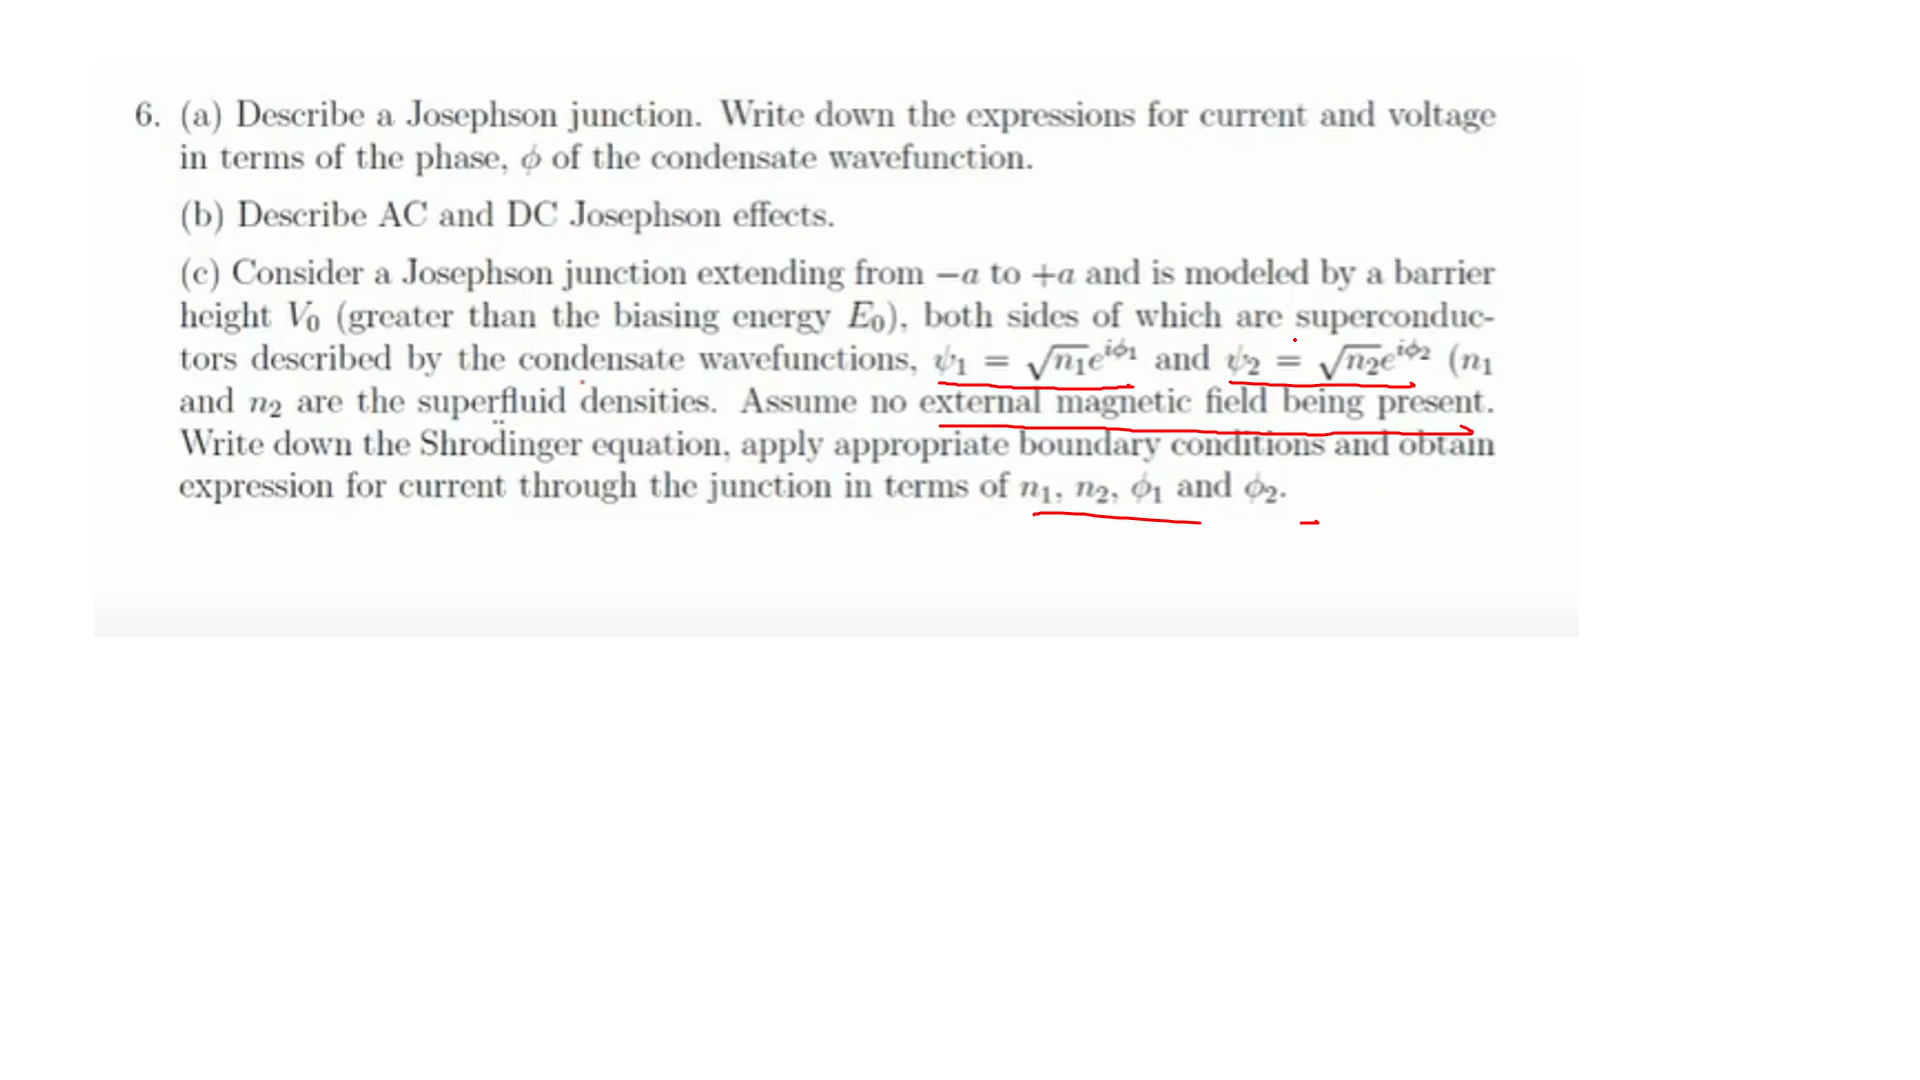 6. (a) Describe a Josephson junction. Write down the expressions for current and voltage
in terms of the phase, ϕ of the condensate wavefunction.
(b) Describe AC and DC Josephson effects.
(c) Consider a Josephson junction extending from −a to +a and is modeled by a barrier
height V₀ (greater than the biasing energy E₀), both sides of which are superconduc-
tors described by the condensate wavefunctions, ψ₁ = √n₁e^{iϕ₁} and ψ₂ = √n₂e^{iϕ₂} (n₁
and n₂ are the superfluid densities. Assume no external magnetic field being present.
Write down the Shrodinger equation, apply appropriate boundary conditions and obtain
expression for current through the junction in terms of n₁, n₂, ϕ₁ and ϕ₂.